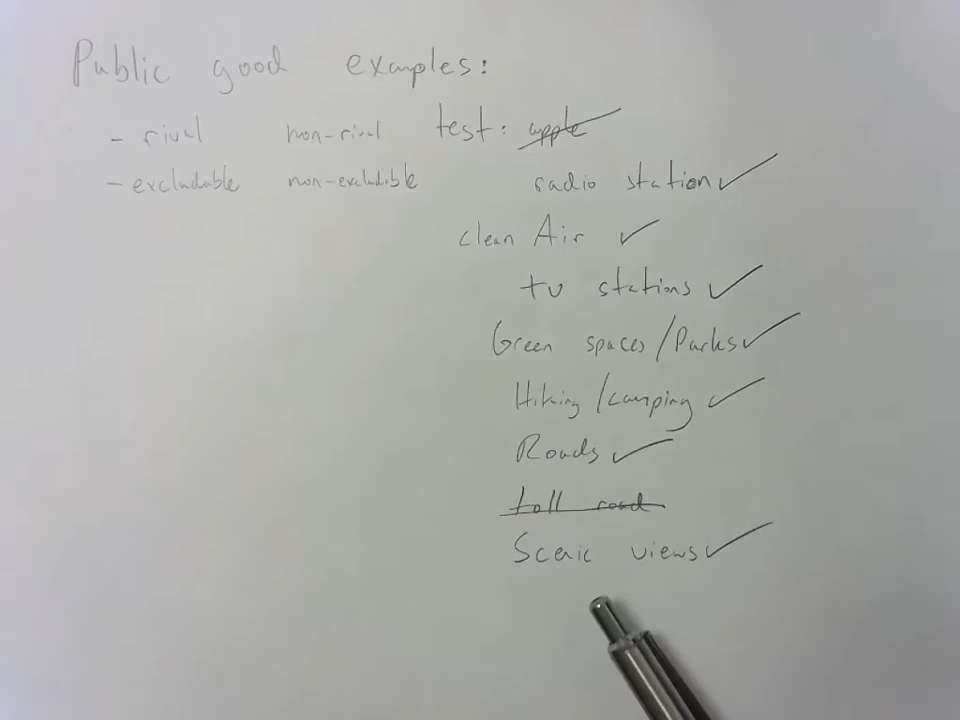 Public good examples:
- rival non-rival test: apple
- excludable non-excludable radio station ✓
clean Air ✓
tv stations ✓
Green spaces/Parks ✓
Hiking/camping ✓
Roads ✓
toll road
Scenic views ✓